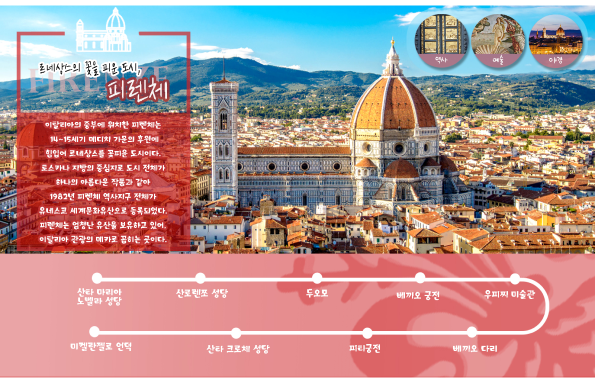 르네상스의 꽃을 피운 도시,
FIRE
피렌체
이탈리아의 중부에 위치한 피렌체는
14-15세기 메디치 가문의 후원에
힘입어 르네상스를 꽃피운 도시이다.
토스카나 지방의 중심지로 도시 전체가
하나의 아름다운 작품과 같아
1982년 피렌체 역사지구 전체가
유네스코 세계문화유산으로 등록되었다.
피렌체는 엄청난 유산을 보유하고 있어,
이탈리아 관광의 메카로 꼽히는 곳이다.
역사
예술
야경
산타 마리아
노벨라 성당
산로렌쪼 성당
두오모
베끼오 궁전
우피찌 미술관
미켈란젤로 언덕
산타 크로체 성당
피티궁전
베끼오 다리